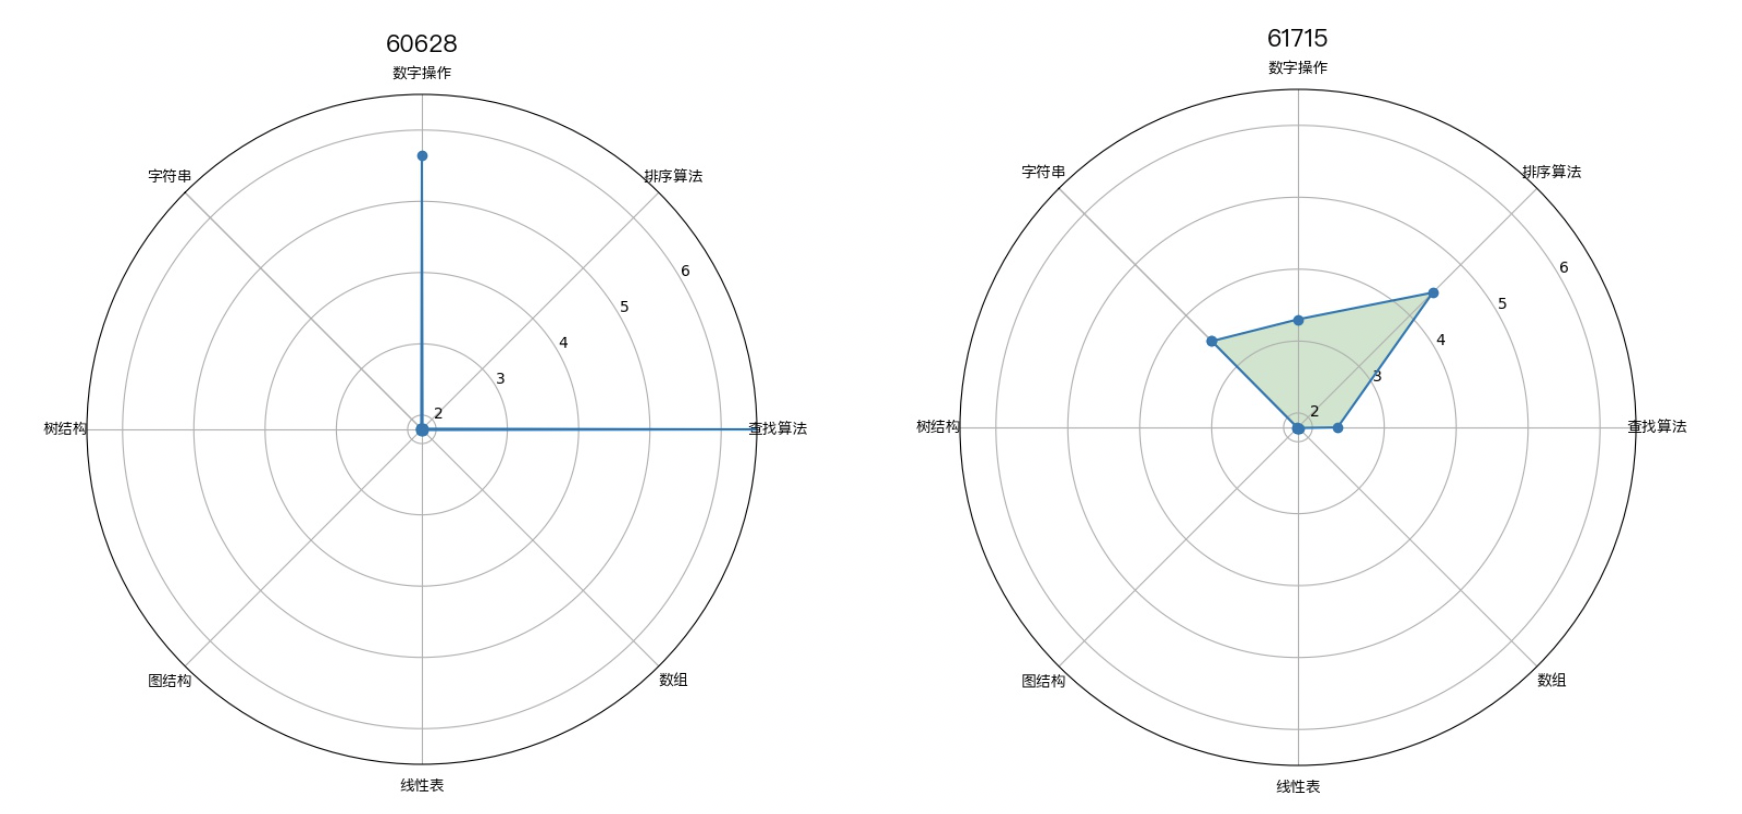 60628
数字操作
字符串
排序算法
6
5
4
3
2
树结构
查找算法
图结构
数组
线性表
61715
数字操作
字符串
排序算法
6
5
4
3
2
树结构
查找算法
图结构
数组
线性表